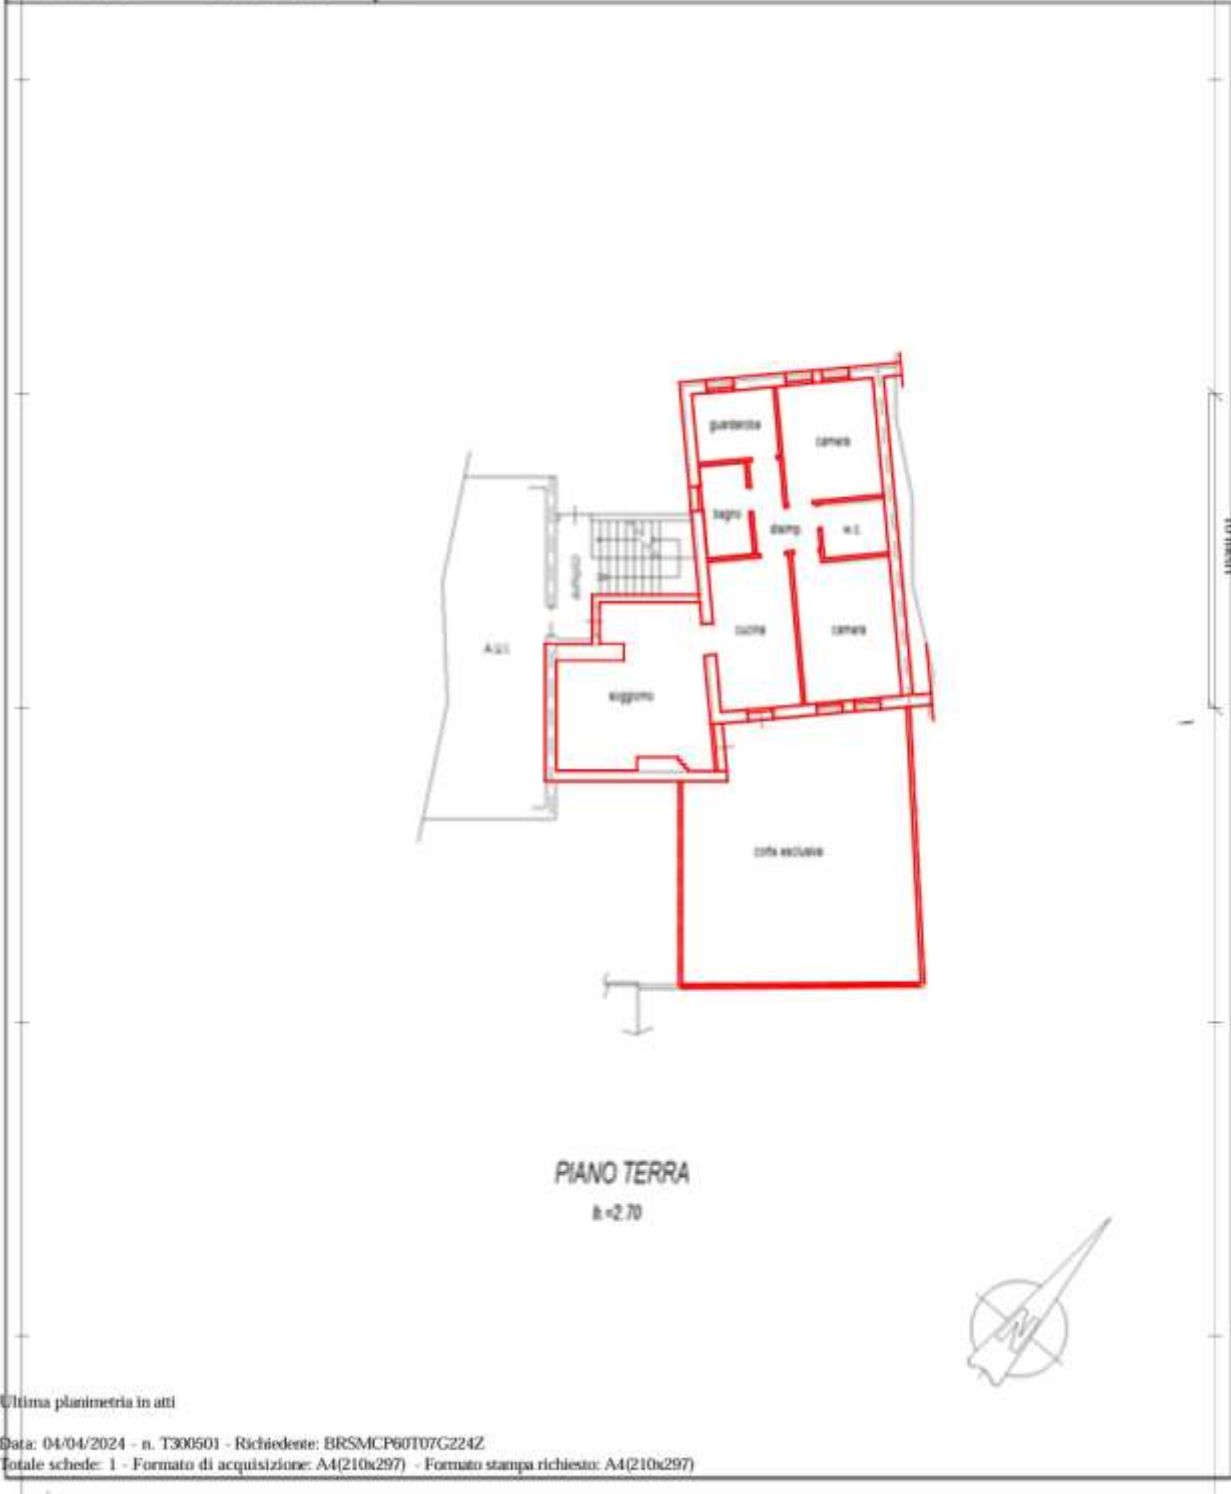 guardaroba
camera
bagno
disimp.
w.c.
cucina
camera
A.U.I.
soggiorno
corte esclusiva
PIANO TERRA
h.=2.70
N
Ultima planimetria in atti
Data: 04/04/2024 - n. T300501 - Richiedente: BRSMCP60T07G224Z
Totale schede: 1 - Formato di acquisizione: A4(210x297) - Formato stampa richiesto: A4(210x297)